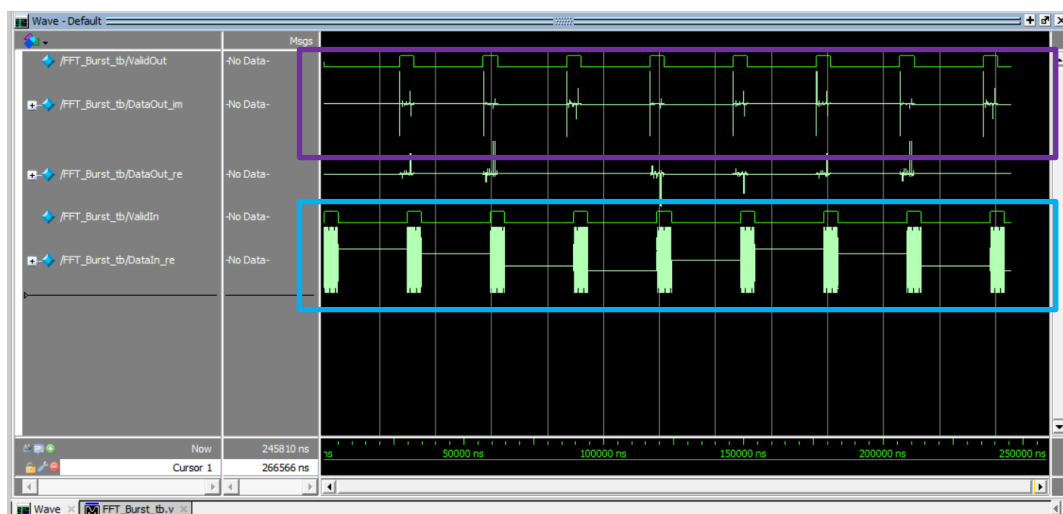 Wave - Default
Msgs
/FFT_Burst_tb/ValidOut -No Data-
/FFT_Burst_tb/DataOut_im -No Data-
/FFT_Burst_tb/DataOut_re -No Data-
/FFT_Burst_tb/ValidIn -No Data-
/FFT_Burst_tb/DataIn_re -No Data-
Now 245810 ns
ns 50000 ns 100000 ns 150000 ns 200000 ns 250000 ns
Cursor 1 266566 ns
Wave FFT_Burst_tb.v